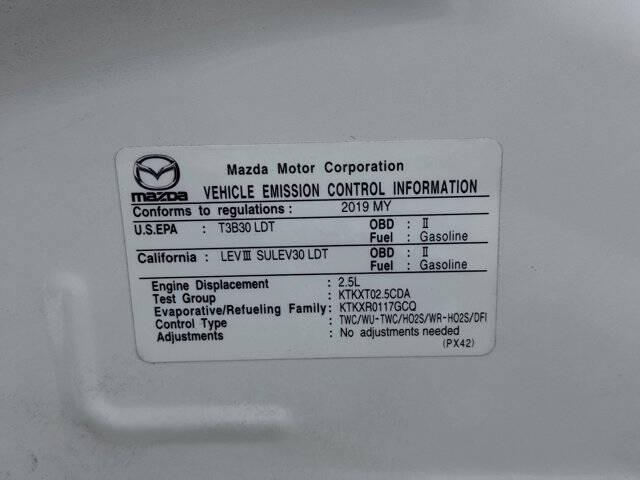 Mazda Motor Corporation
mazda
VEHICLE EMISSION CONTROL INFORMATION
Conforms to regulations : 2019 MY
U.S.EPA : T3B30 LDT OBD : Ⅱ
Fuel : Gasoline
California : LEVⅢ SULEV30 LDT OBD : Ⅱ
Fuel : Gasoline
Engine Displacement : 2.5L
Test Group : KTKXT02.5CDA
Evaporative/Refueling Family: KTKXR0117GCQ
Control Type : TWC/WU-TWC/HO2S/WR-HO2S/DFI
Adjustments : No adjustments needed
(PX42)